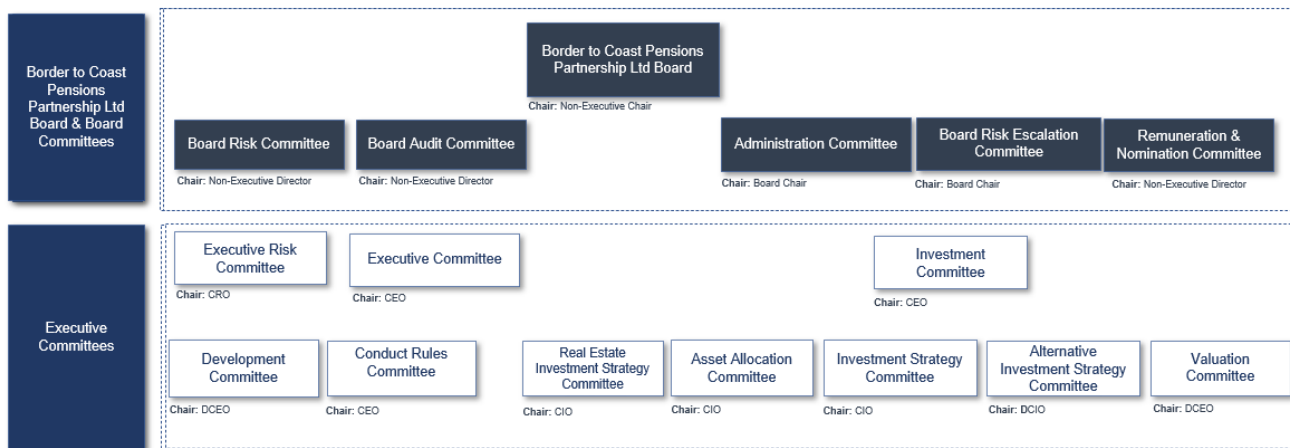 Border to Coast
Pensions
Partnership Ltd
Board & Board
Committees
Border to Coast Pensions
Partnership Ltd Board
Chair: Non-Executive Chair
Board Risk Committee
Chair: Non-Executive Director
Board Audit Committee
Chair: Non-Executive Director
Administration Committee
Chair: Board Chair
Board Risk Escalation
Committee
Chair: Board Chair
Remuneration &
Nomination Committee
Chair: Non-Executive Director
Executive
Committees
Executive Risk
Committee
Chair: CRO
Executive Committee
Chair: CEO
Investment
Committee
Chair: CEO
Development
Committee
Chair: DCEO
Conduct Rules
Committee
Chair: CEO
Real Estate
Investment Strategy
Committee
Chair: CIO
Asset Allocation
Committee
Chair: CIO
Investment Strategy
Committee
Chair: CIO
Alternative
Investment Strategy
Committee
Chair: DCIO
Valuation
Committee
Chair: DCEO